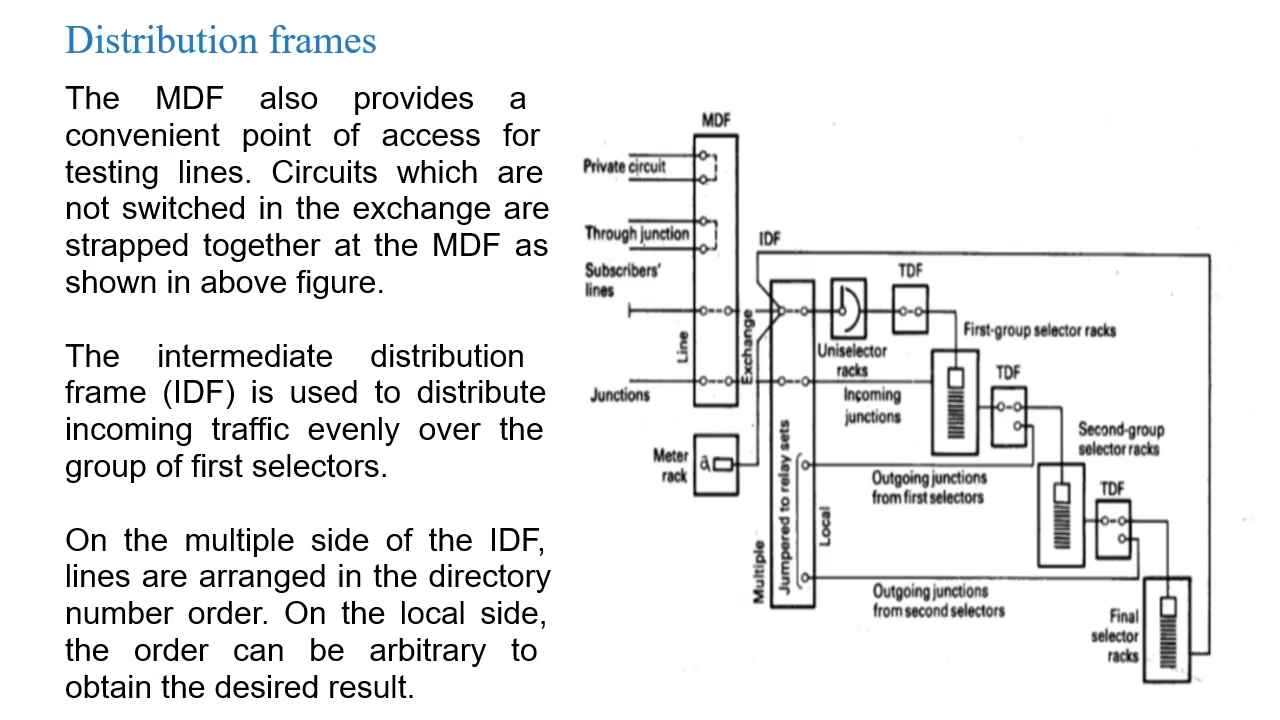 Distribution frames
The MDF also provides a
convenient point of access for
testing lines. Circuits which are
not switched in the exchange are
strapped together at the MDF as
shown in above figure.
The intermediate distribution
frame (IDF) is used to distribute
incoming traffic evenly over the
group of first selectors.
On the multiple side of the IDF,
lines are arranged in the directory
number order. On the local side,
the order can be arbitrary to
obtain the desired result.
MDF
Private circuit
Through junction
IDF
Subscribers'
lines
TDF
Line
Exchange
Uniselector
racks
First-group selector racks
Junctions
Incoming
junctions
TDF
Meter
rack
Second-group
selector racks
Outgoing junctions
from first selectors
TDF
Multiple
Jumpered to relay sets
Local
Outgoing junctions
from second selectors
Final
selector
racks